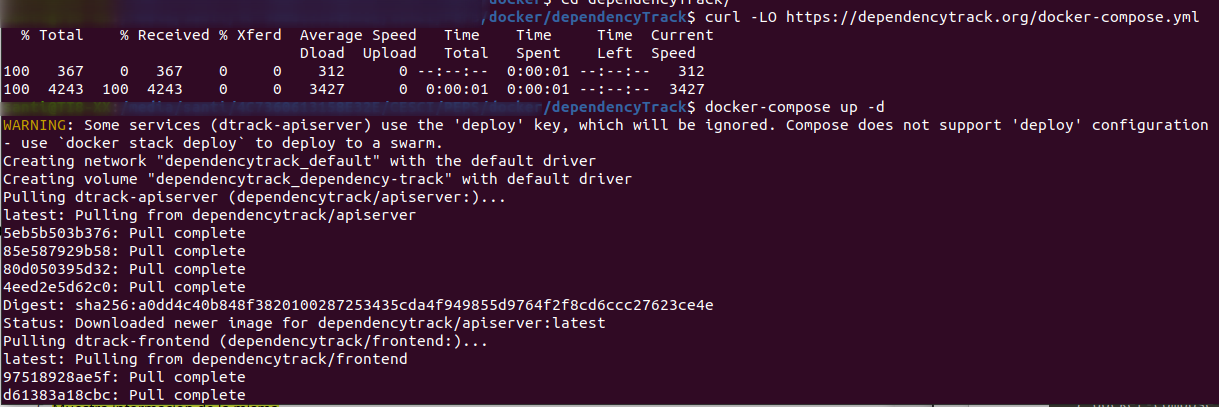 docker$ cd dependencyTrack/
/docker/dependencyTrack$ curl -LO https://dependencytrack.org/docker-compose.yml
  % Total    % Received % Xferd  Average Speed   Time    Time     Time  Current
                                 Dload  Upload   Total   Spent    Left  Speed
100   367    0   367    0     0    312      0 --:--:--  0:00:01 --:--:--   312
100  4243  100  4243    0     0   3427      0  0:00:01  0:00:01 --:--:--  3427
/dependencyTrack$ docker-compose up -d
WARNING: Some services (dtrack-apiserver) use the 'deploy' key, which will be ignored. Compose does not support 'deploy' configuration
- use `docker stack deploy` to deploy to a swarm.
Creating network "dependencytrack_default" with the default driver
Creating volume "dependencytrack_dependency-track" with default driver
Pulling dtrack-apiserver (dependencytrack/apiserver:)...
latest: Pulling from dependencytrack/apiserver
5eb5b503b376: Pull complete
85e587929b58: Pull complete
80d050395d32: Pull complete
4eed2e5d62c0: Pull complete
Digest: sha256:a0dd4c40b848f3820100287253435cda4f949855d9764f2f8cd6ccc27623ce4e
Status: Downloaded newer image for dependencytrack/apiserver:latest
Pulling dtrack-frontend (dependencytrack/frontend:)...
latest: Pulling from dependencytrack/frontend
97518928ae5f: Pull complete
d61383a18cbc: Pull complete